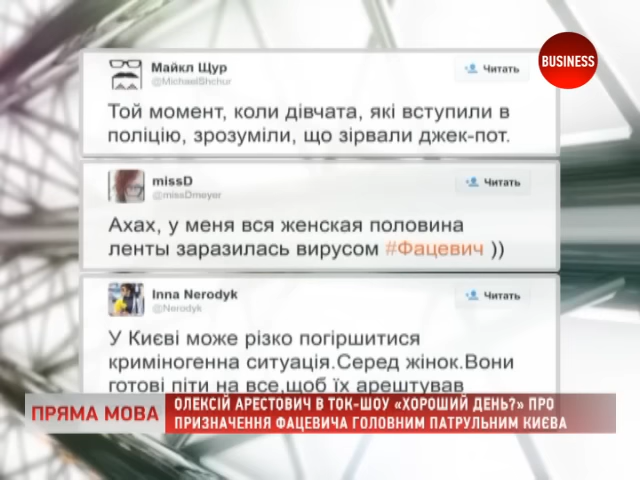 BUSINESS
Майкл Щур
@MichaelShchur
Читать
Той момент, коли дівчата, які вступили в
поліцію, зрозуміли, що зірвали джек-пот.
missD
@missDmeyer
Читать
Ахах, у меня вся женская половина
ленты заразилась вирусом #Фацевич ))
Inna Nerodyk
@Nerodyk
Читать
У Києві може різко погіршитися
криміногенна ситуація.Серед жінок.Вони
готові піти на все,щоб їх арештував
ПРЯМА МОВА
ОЛЕКСІЙ АРЕСТОВИЧ В ТОК-ШОУ «ХОРОШИЙ ДЕНЬ?» ПРО
ПРИЗНАЧЕННЯ ФАЦЕВИЧА ГОЛОВНИМ ПАТРУЛЬНИМ КИЄВА